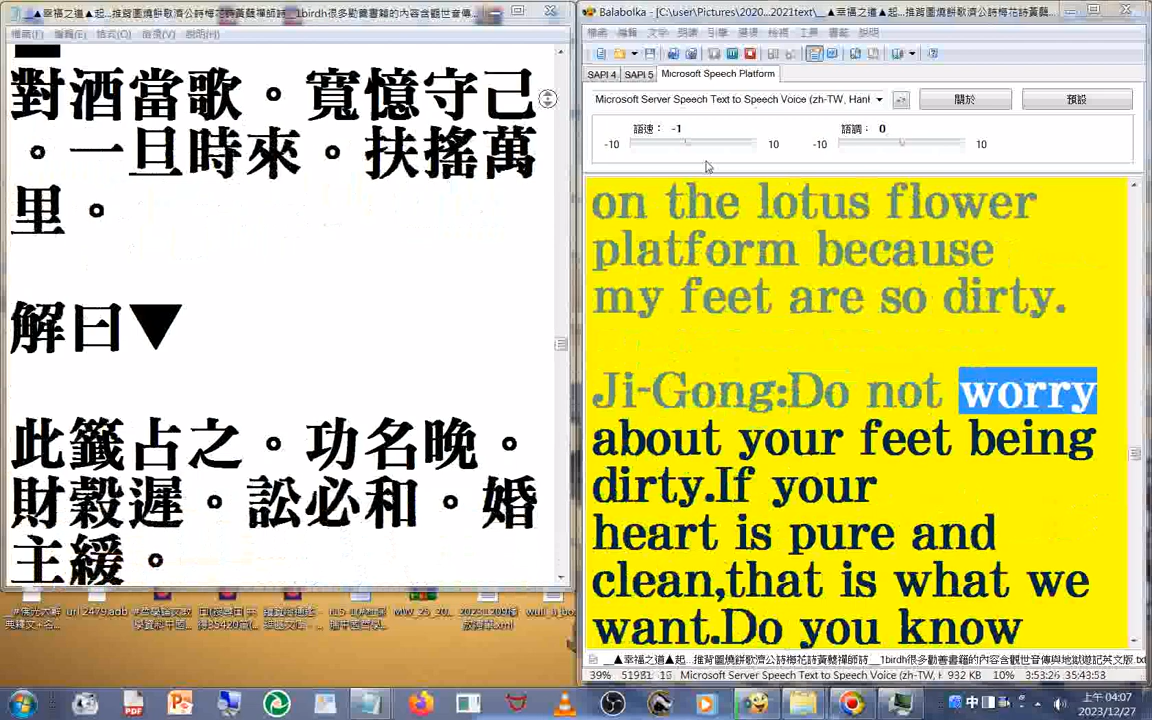 對酒當歌。寬憶守己
。一旦時來。扶搖萬
里。
解曰▼
此籤占之。功名晚。
財穀遲。訟必和。婚
主緩。
SAPI 4
SAPI 5
Microsoft Speech Platform
Microsoft Server Speech Text to Speech Voice (zh-TW, Han
關於
預設
語速: -1
語調: 0
-10
10
-10
10
on the lotus flower
platform because
my feet are so dirty.
Ji-Gong:Do not worry
about your feet being
dirty.If your
heart is pure and
clean,that is what we
want.Do you know
39%
51981
Microsoft Server Speech Text to Speech Voice (zh-TW, H
932 KB
10%
3:53:26
35:43:53
上午 04:07
2023/12/27